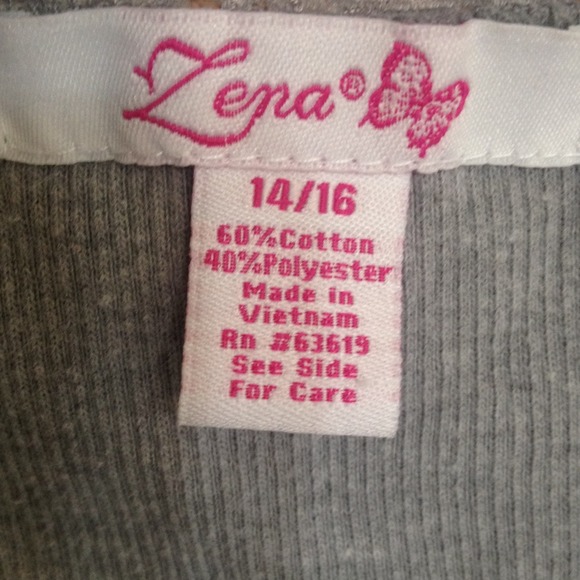 Zena®
14/16
60%Cotton
40%Polyester
Made in
Vietnam
Rn #63619
See Side
For Care